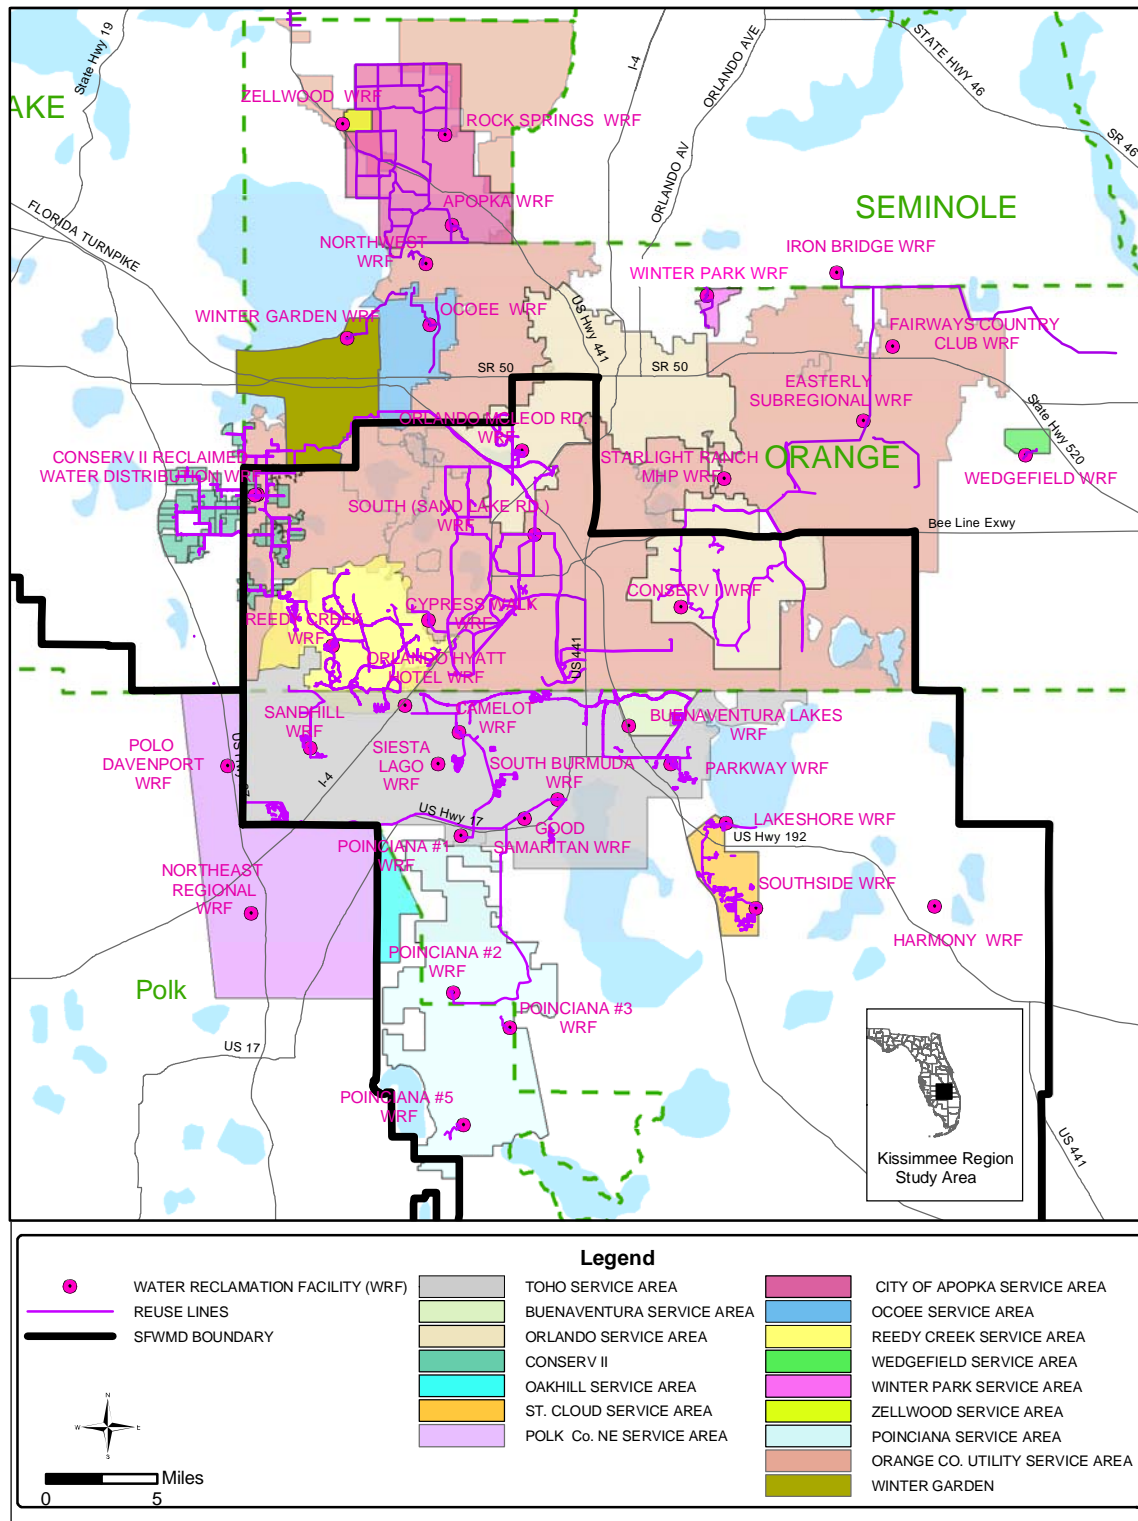 State Hwy 19
I-4
ORLANDO AVE
STATE HWY 46
AKE
ZELLWOOD WRF
ROCK SPRINGS WRF
SR 46
ORLANDO AV
APOPKA WRF
SEMINOLE
FLORIDA TURNPIKE
NORTHWEST
WRF
IRON BRIDGE WRF
WINTER PARK WRF
WINTER GARDEN WRF
OCOEE WRF
US Hwy 441
FAIRWAYS COUNTRY
CLUB WRF
SR 50
SR 50
EASTERLY
SUBREGIONAL WRF
State Hwy 520
ORLANDO MCLEOD RD.
WRF
CONSERV II RECLAIMED
WATER DISTRIBUTION WRF
STARLIGHT RANCH
MHP WRF
ORANGE
WEDGEFIELD WRF
SOUTH (SAND LAKE RD.)
WRF
Bee Line Exwy
CONSERV I WRF
CYPRESS WALK
WRF
REEDY CREEK
WRF
ORLANDO HYATT
HOTEL WRF
US 441
SANDHILL
WRF
CAMELOT
WRF
BUENAVENTURA LAKES
WRF
POLO
DAVENPORT
WRF
I-4
SIESTA
LAGO
WRF
SOUTH BURMUDA
WRF
PARKWAY WRF
US Hwy 17
GOOD
SAMARITAN WRF
LAKESHORE WRF
US Hwy 192
POINCIANA #1
WRF
NORTHEAST
REGIONAL
WRF
SOUTHSIDE WRF
HARMONY WRF
POINCIANA #2
WRF
Polk
POINCIANA #3
WRF
US 17
POINCIANA #5
WRF
US 441
Kissimmee Region
Study Area
Legend
WATER RECLAMATION FACILITY (WRF)
REUSE LINES
SFWMD BOUNDARY
N
W
E
S
Miles
0
5
TOHO SERVICE AREA
BUENAVENTURA SERVICE AREA
ORLANDO SERVICE AREA
CONSERV II
OAKHILL SERVICE AREA
ST. CLOUD SERVICE AREA
POLK Co. NE SERVICE AREA
CITY OF APOPKA SERVICE AREA
OCOEE SERVICE AREA
REEDY CREEK SERVICE AREA
WEDGEFIELD SERVICE AREA
WINTER PARK SERVICE AREA
ZELLWOOD SERVICE AREA
POINCIANA SERVICE AREA
ORANGE CO. UTILITY SERVICE AREA
WINTER GARDEN